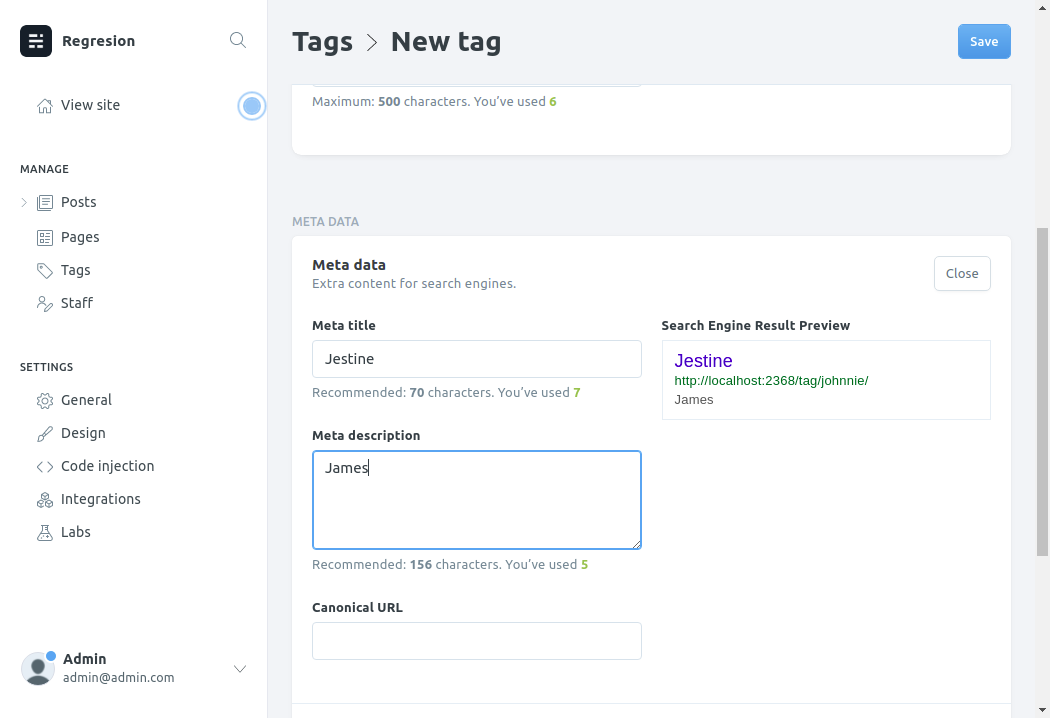 Regresion
View site
MANAGE
Posts
Pages
Tags
Staff
SETTINGS
General
Design
Code injection
Integrations
Labs
Admin
admin@admin.com
Tags > New tag
Save
Maximum: 500 characters. You’ve used 6
META DATA
Meta data
Extra content for search engines.
Close
Meta title
Jestine
Recommended: 70 characters. You’ve used 7
Meta description
James
Recommended: 156 characters. You’ve used 5
Canonical URL
Search Engine Result Preview
Jestine
http://localhost:2368/tag/johnnie/
James